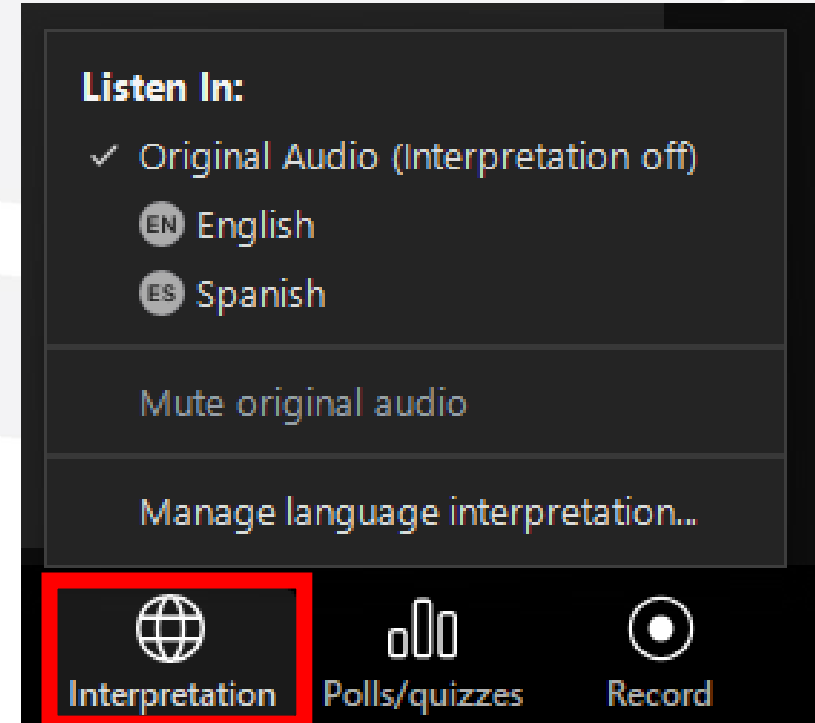 Listen In:
Original Audio (Interpretation off)
EN English
ES Spanish
Mute original audio
Manage language interpretation...
Interpretation Polls/quizzes Record